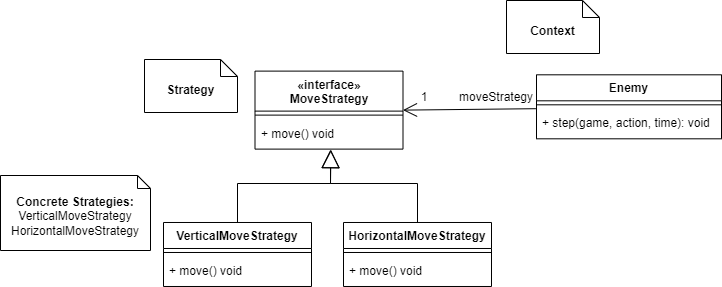 Context
Strategy
«interface»
MoveStrategy
+ move() void
1
moveStrategy
Enemy
+ step(game, action, time): void
Concrete Strategies:
VerticalMoveStrategy
HorizontalMoveStrategy
VerticalMoveStrategy
+ move() void
HorizontalMoveStrategy
+ move() void